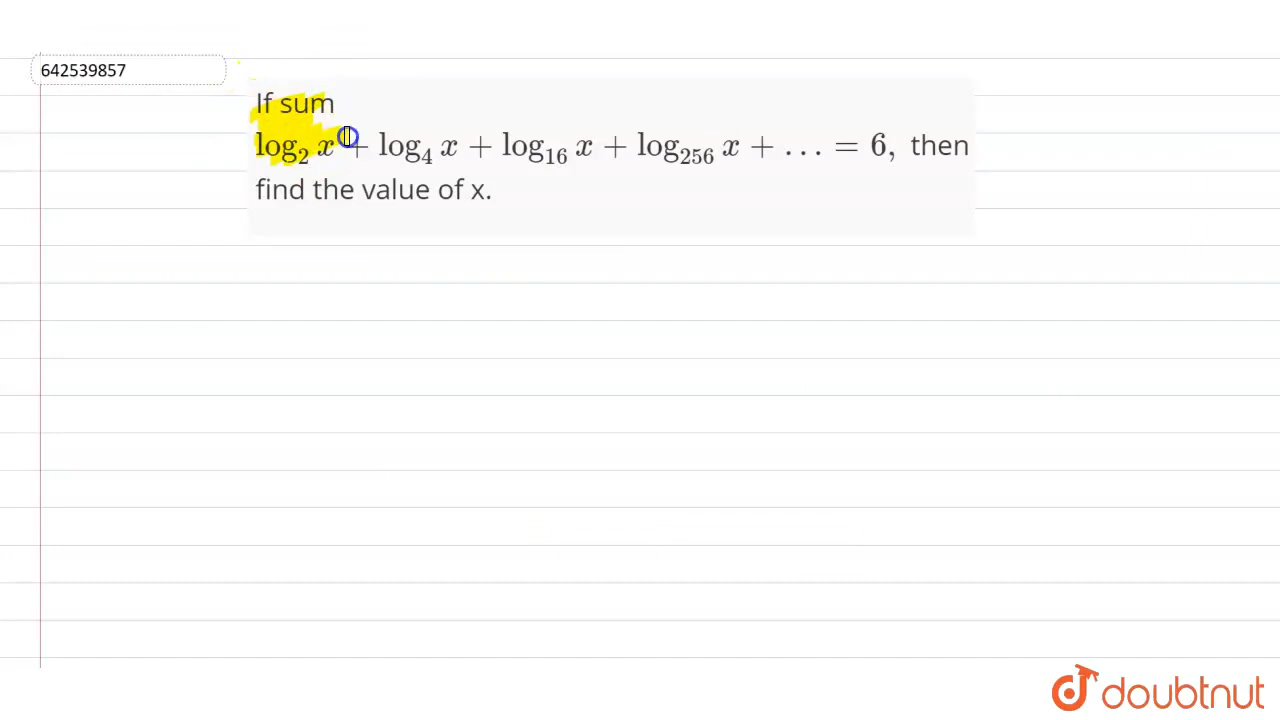 642539857
If sum
log₂ x + log₄ x + log₁₆ x + log₂₅₆ x + … = 6, then
find the value of x.
doubtnut